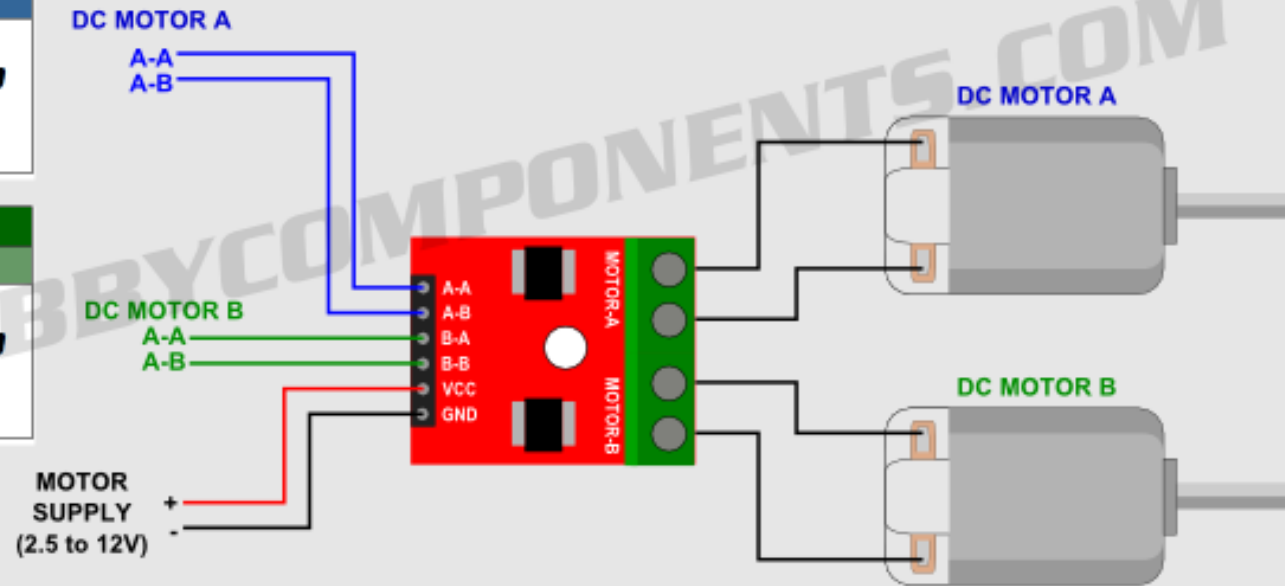 DC MOTOR A
A-A
A-B
BBYCOMPONENTS.COM
DC MOTOR A
DC MOTOR B
A-A
A-B
A-A
A-B
B-A
B-B
VCC
GND
MOTOR-A
MOTOR-B
DC MOTOR B
MOTOR
SUPPLY
(2.5 to 12V)
+
-